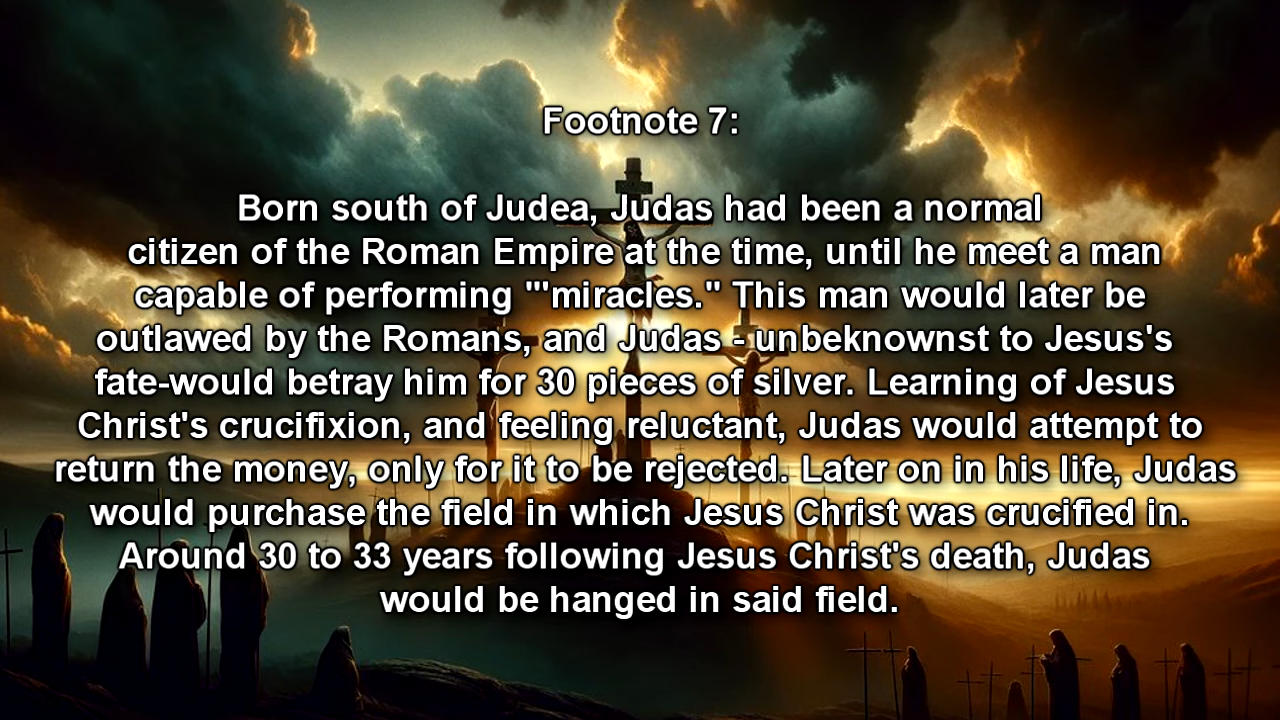 Footnote 7:
Born south of Judea, Judas had been a normal
citizen of the Roman Empire at the time, until he meet a man
capable of performing "'miracles." This man would later be
outlawed by the Romans, and Judas - unbeknownst to Jesus's
fate-would betray him for 30 pieces of silver. Learning of Jesus
Christ's crucifixion, and feeling reluctant, Judas would attempt to
return the money, only for it to be rejected. Later on in his life, Judas
would purchase the field in which Jesus Christ was crucified in.
Around 30 to 33 years following Jesus Christ's death, Judas
would be hanged in said field.